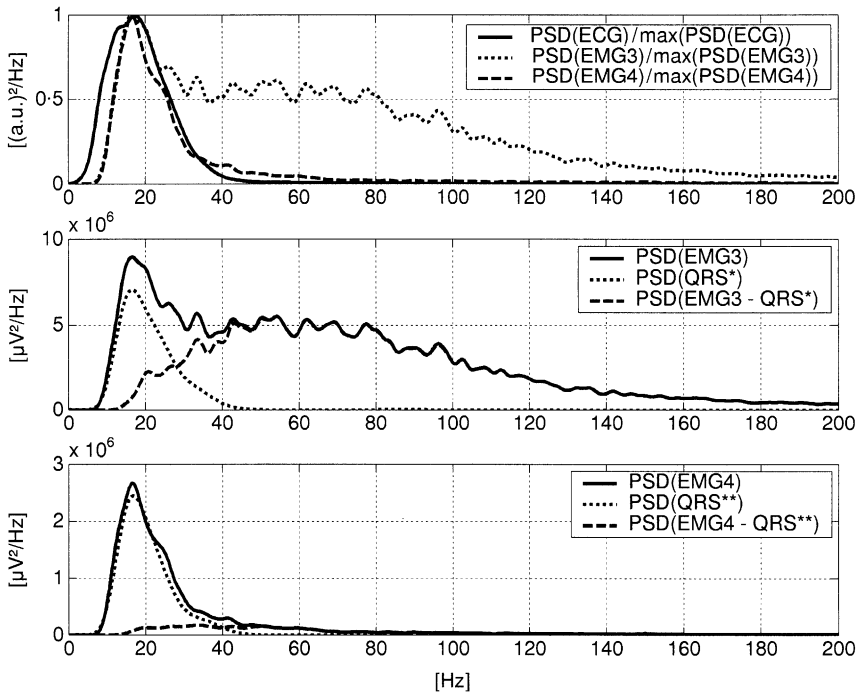 1
0·5
0
[(a.u.)²/Hz]
PSD(ECG)/max(PSD(ECG))
PSD(EMG3)/max(PSD(EMG3))
PSD(EMG4)/max(PSD(EMG4))
0 20 40 60 80 100 120 140 160 180 200
x 10⁶
10
5
0
[µV²/Hz]
PSD(EMG3)
PSD(QRS*)
PSD(EMG3 - QRS*)
0 20 40 60 80 100 120 140 160 180 200
x 10⁶
3
2
1
0
[µV²/Hz]
PSD(EMG4)
PSD(QRS**)
PSD(EMG4 - QRS**)
0 20 40 60 80 100 120 140 160 180 200
[Hz]